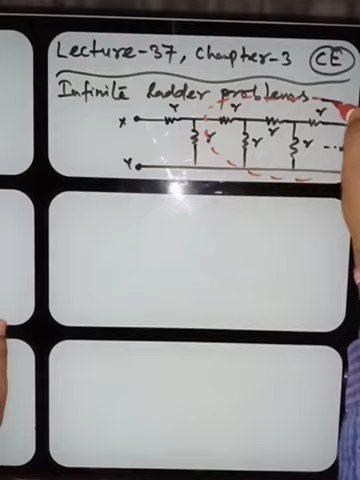 Lecture-37, Chapter-3 CE
Infinite ladder problems
r r r r
X
r r r ...
Y